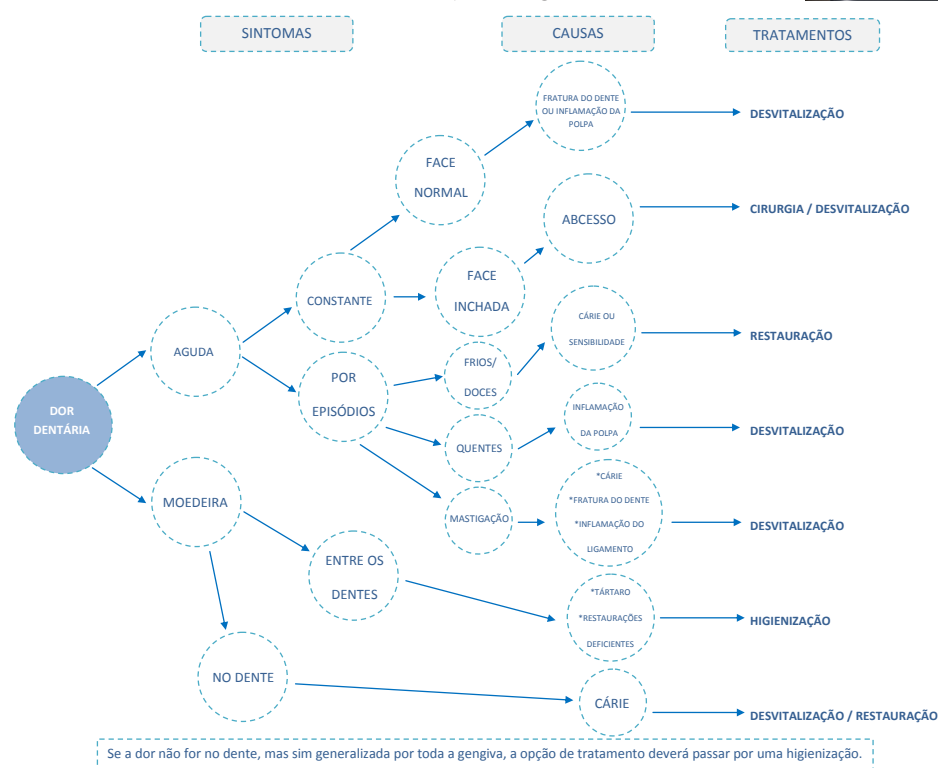 SINTOMAS
CAUSAS
TRATAMENTOS
FRATURA DO DENTE
OU INFLAMAÇÃO DA
POLPA
DESVITALIZAÇÃO
FACE
NORMAL
ABCESSO
CIRURGIA / DESVITALIZAÇÃO
FACE
INCHADA
CONSTANTE
CÁRIE OU
SENSIBILIDADE
RESTAURAÇÃO
AGUDA
FRIOS/
DOCES
POR
EPISÓDIOS
DOR
DENTÁRIA
INFLAMAÇÃO
DA POLPA
DESVITALIZAÇÃO
QUENTES
MOEDEIRA
MASTIGAÇÃO
*CÁRIE
*FRATURA DO DENTE
*INFLAMAÇÃO DO
LIGAMENTO
DESVITALIZAÇÃO
ENTRE OS
DENTES
*TÁRTARO
*RESTAURAÇÕES
DEFICIENTES
HIGIENIZAÇÃO
NO DENTE
CÁRIE
DESVITALIZAÇÃO / RESTAURAÇÃO
Se a dor não for no dente, mas sim generalizada por toda a gengiva, a opção de tratamento deverá passar por uma higienização.